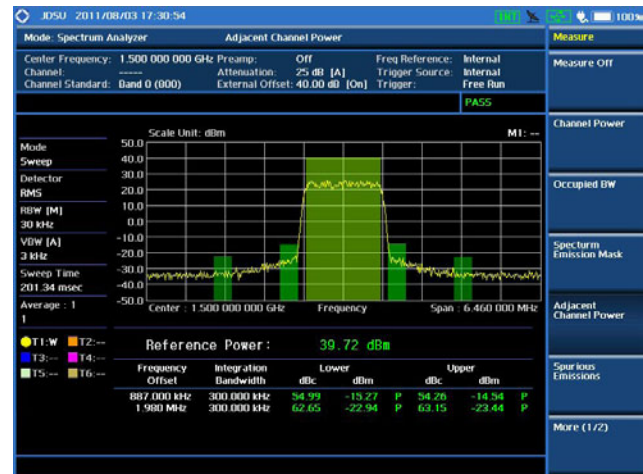 JDSU 2011/08/03 17:30:54
EXT
100%
Mode: Spectrum Analyzer Adjacent Channel Power
Center Frequency: 1.500 000 000 GHz Preamp: Off Freq Reference: Internal
Channel: ----- Attenuation: 25 dB [A] Trigger Source: Internal
Channel Standard: Band 0 (800) External Offset: 40.00 dB [On] Trigger: Free Run
PASS
Scale Unit: dBm M1: --
Mode
Sweep
Detector
RMS
RBW [M]
30 kHz
VBW [A]
3 kHz
Sweep Time
201.34 msec
Average : 1
1
T1:W T2:--
T3:-- T4:--
T5:-- T6:--
50.0
40.0
30.0
20.0
10.0
0.0
-10.0
-20.0
-30.0
-40.0
-50.0
Center : 1.500 000 000 GHz Frequency Span : 6.460 000 MHz
Reference Power: 39.72 dBm
Frequency Offset Integration Bandwidth Lower Upper
dBc dBm dBc dBm
887.000 kHz 300.000 kHz 54.99 -15.27 P 54.26 -14.54 P
1.980 MHz 300.000 kHz 62.65 -22.94 P 63.15 -23.44 P
Measure
Measure Off
Channel Power
Occupied BW
Specturm
Emission Mask
Adjacent
Channel Power
Spurious
Emissions
More (1/2)